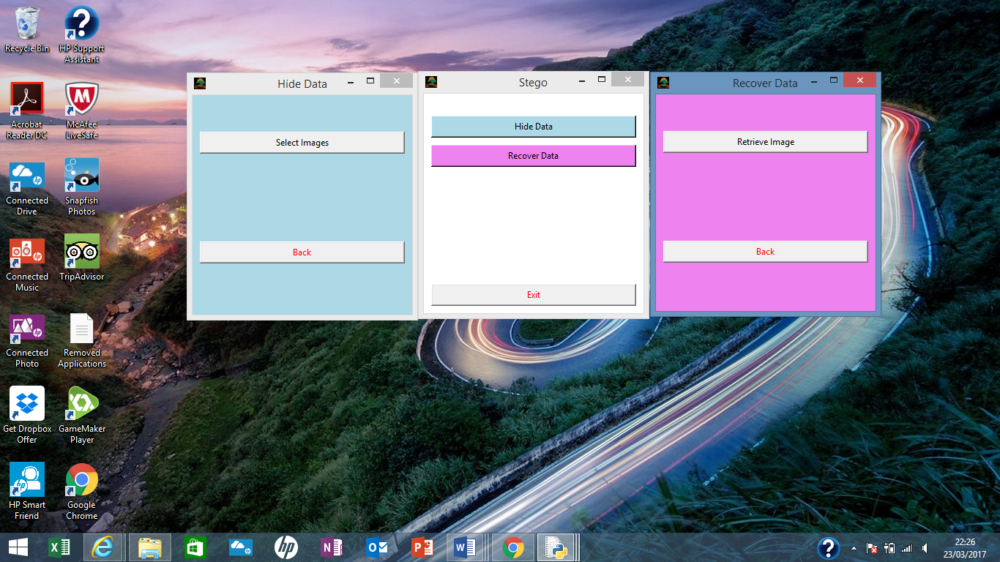 Recycle Bin
HP Support
Assistant
Acrobat
Reader DC
McAfee
LiveSafe
Connected
Drive
Snapfish
Photos
Connected
Music
TripAdvisor
Connected
Photo
Removed
Applications
Get Dropbox
Offer
GameMaker
Player
HP Smart
Friend
Google
Chrome
Hide Data
Select Images
Back
Stego
Hide Data
Recover Data
Exit
Recover Data
Retrieve Image
Back
22:26
23/03/2017